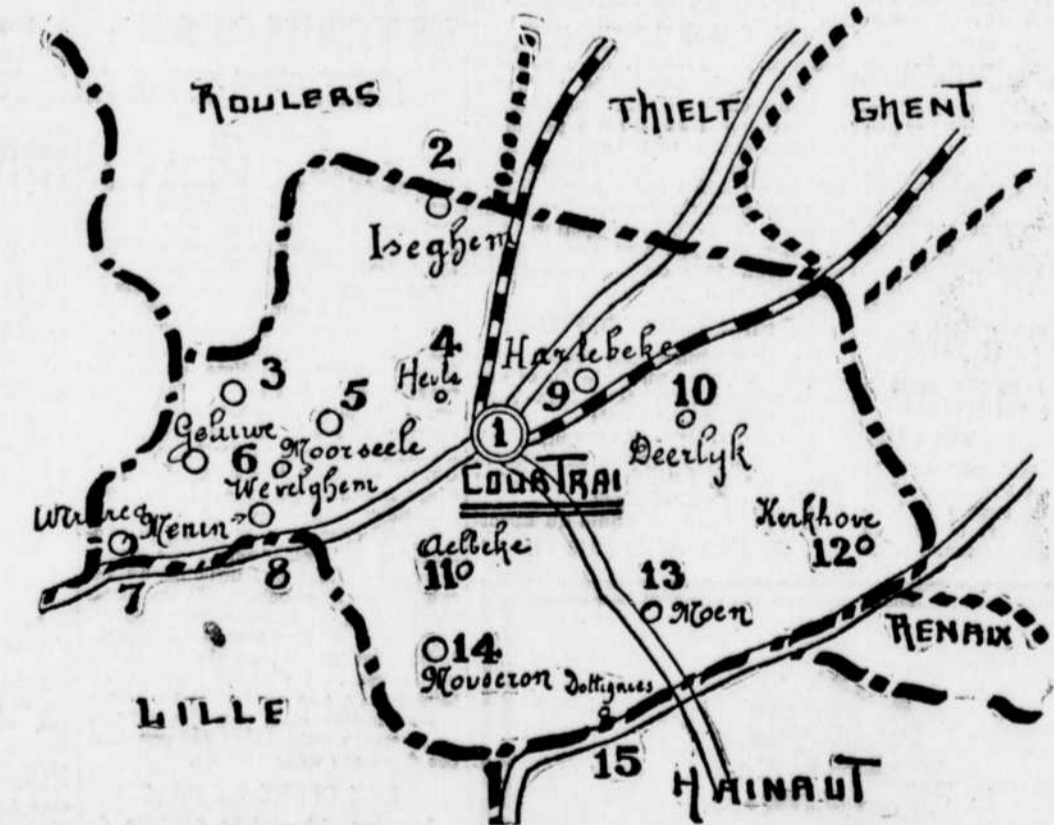 ROULERS
THIELT
GHENT
2
Iseghem
3
4
Heule
5
Harlebeke
9
10
Geluwe
6
Moorseele
Wevelghem
1
COURTRAI
Deerlyk
Menin
7
8
Aelbeke
11
Kerkhove
12
13
Moen
RENAIX
14
Mouscron
Dottignies
15
LILLE
HAINAUT